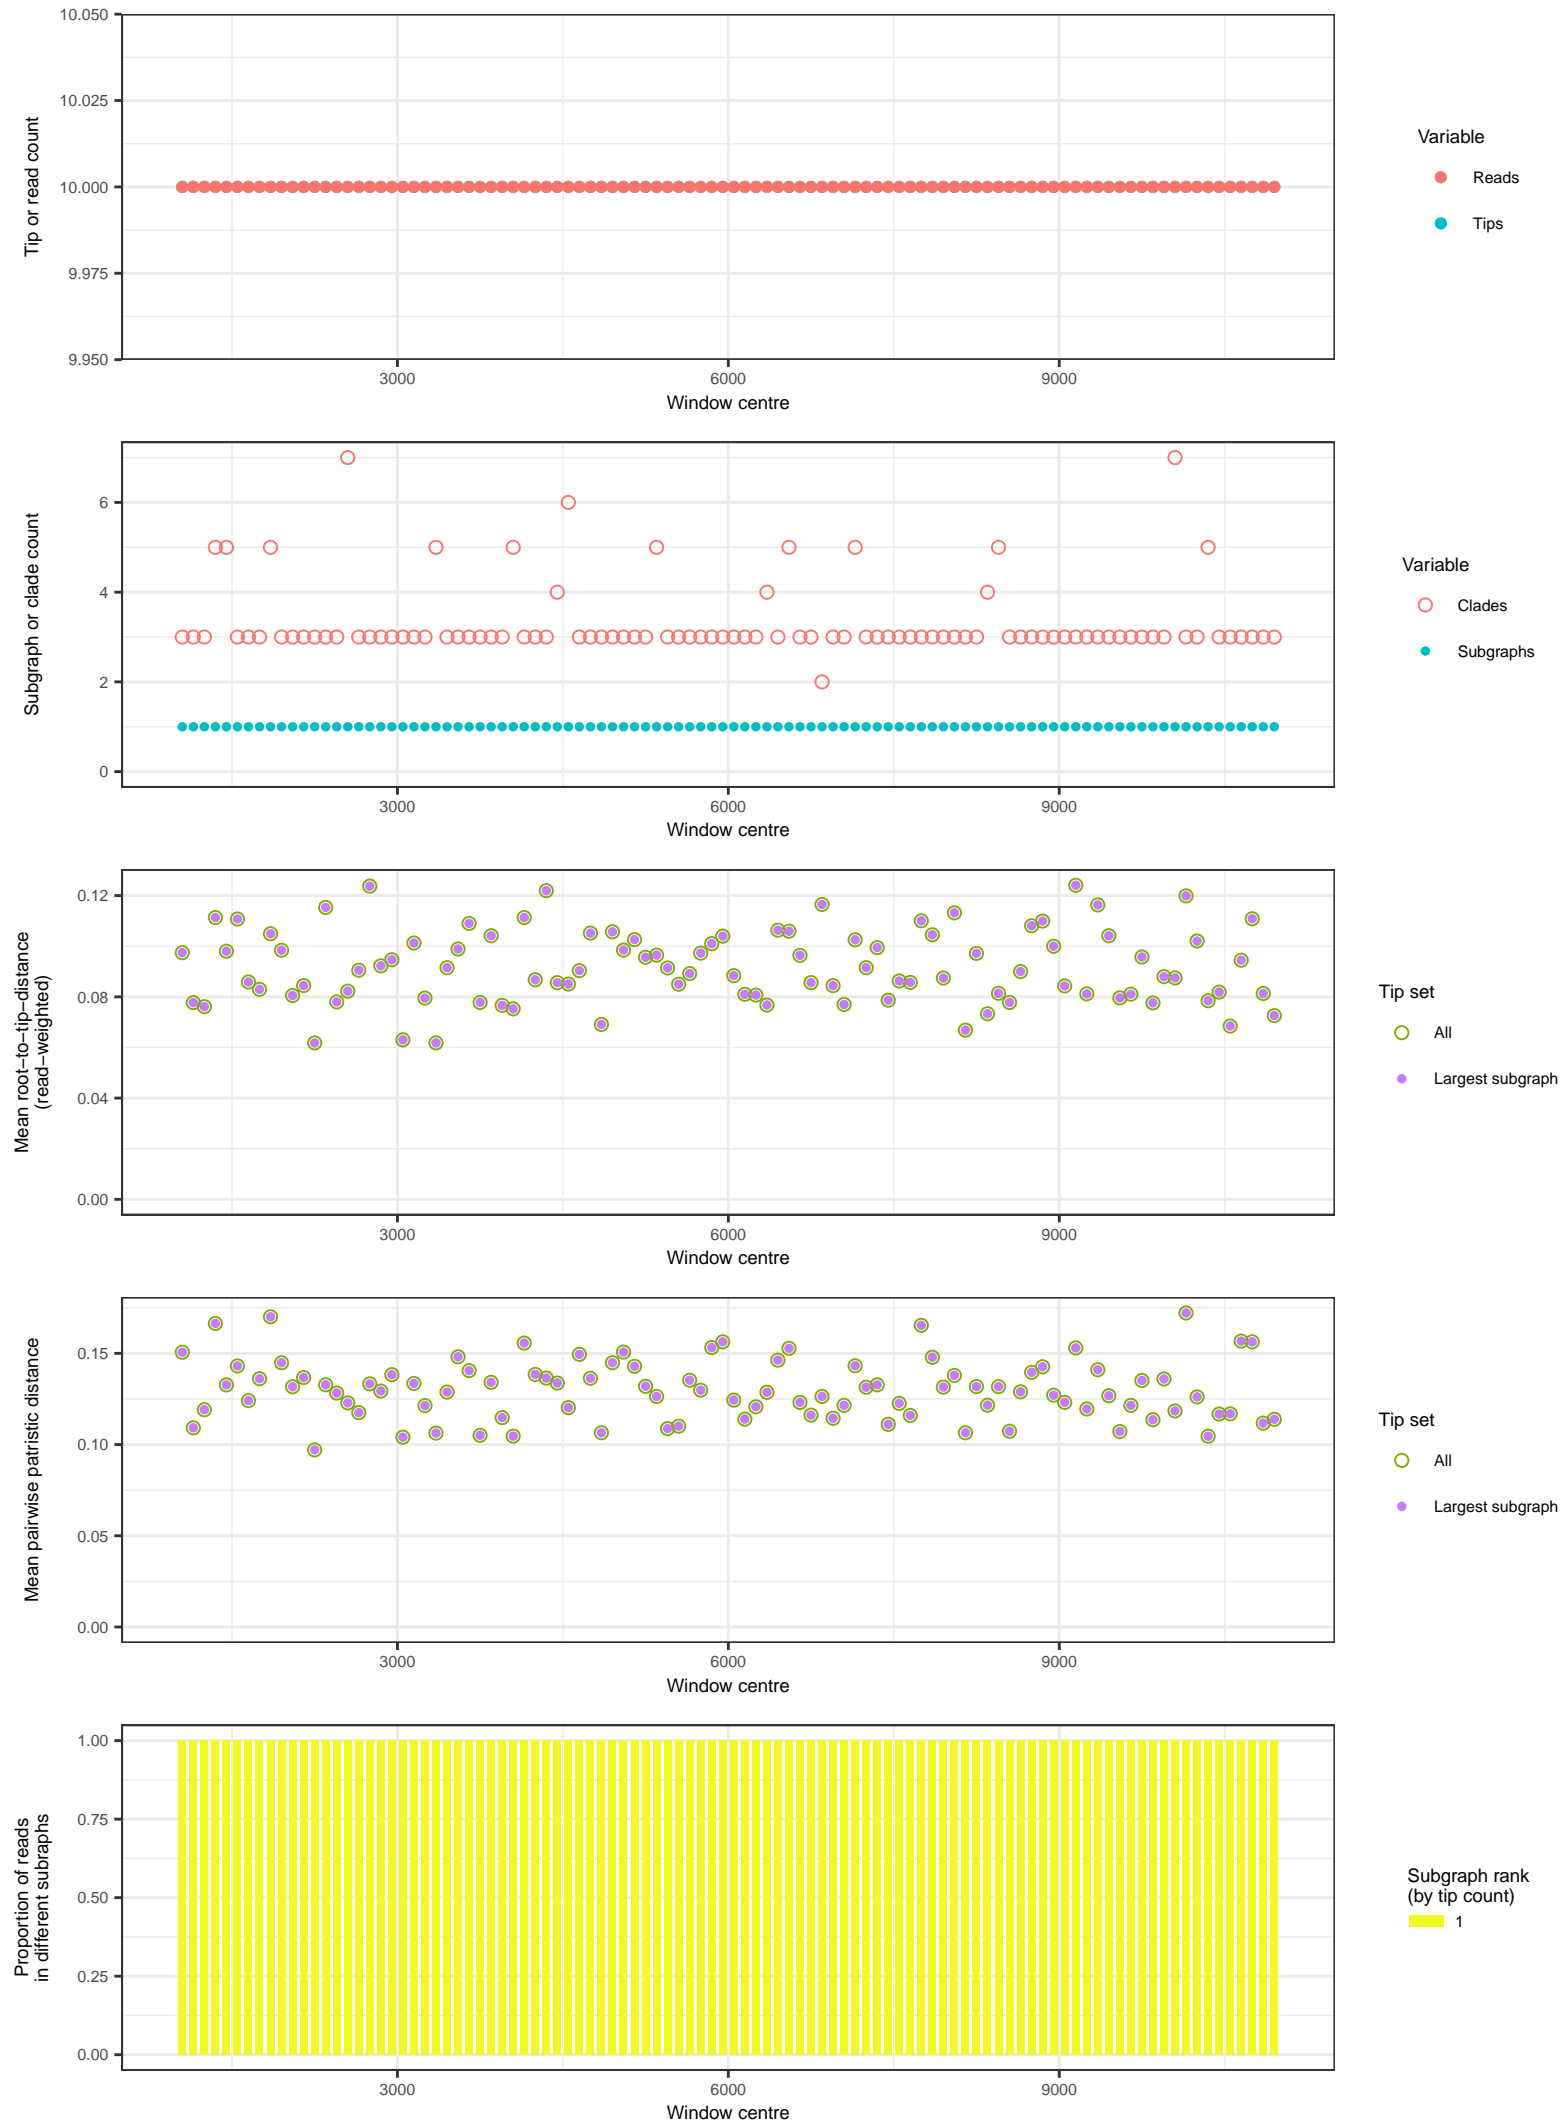 10.050
10.025
10.000
9.975
9.950
Tip or read count
3000 6000 9000
Window centre
Variable
Reads
Tips
6
4
2
0
Subgraph or clade count
3000 6000 9000
Window centre
Variable
Clades
Subgraphs
0.12
0.08
0.04
0.00
Mean root−to−tip−distance
(read−weighted)
3000 6000 9000
Window centre
Tip set
All
Largest subgraph
0.15
0.10
0.05
0.00
Mean pairwise patristic distance
3000 6000 9000
Window centre
Tip set
All
Largest subgraph
1.00
0.75
0.50
0.25
0.00
Proportion of reads
in different subraphs
3000 6000 9000
Window centre
Subgraph rank
(by tip count)
1